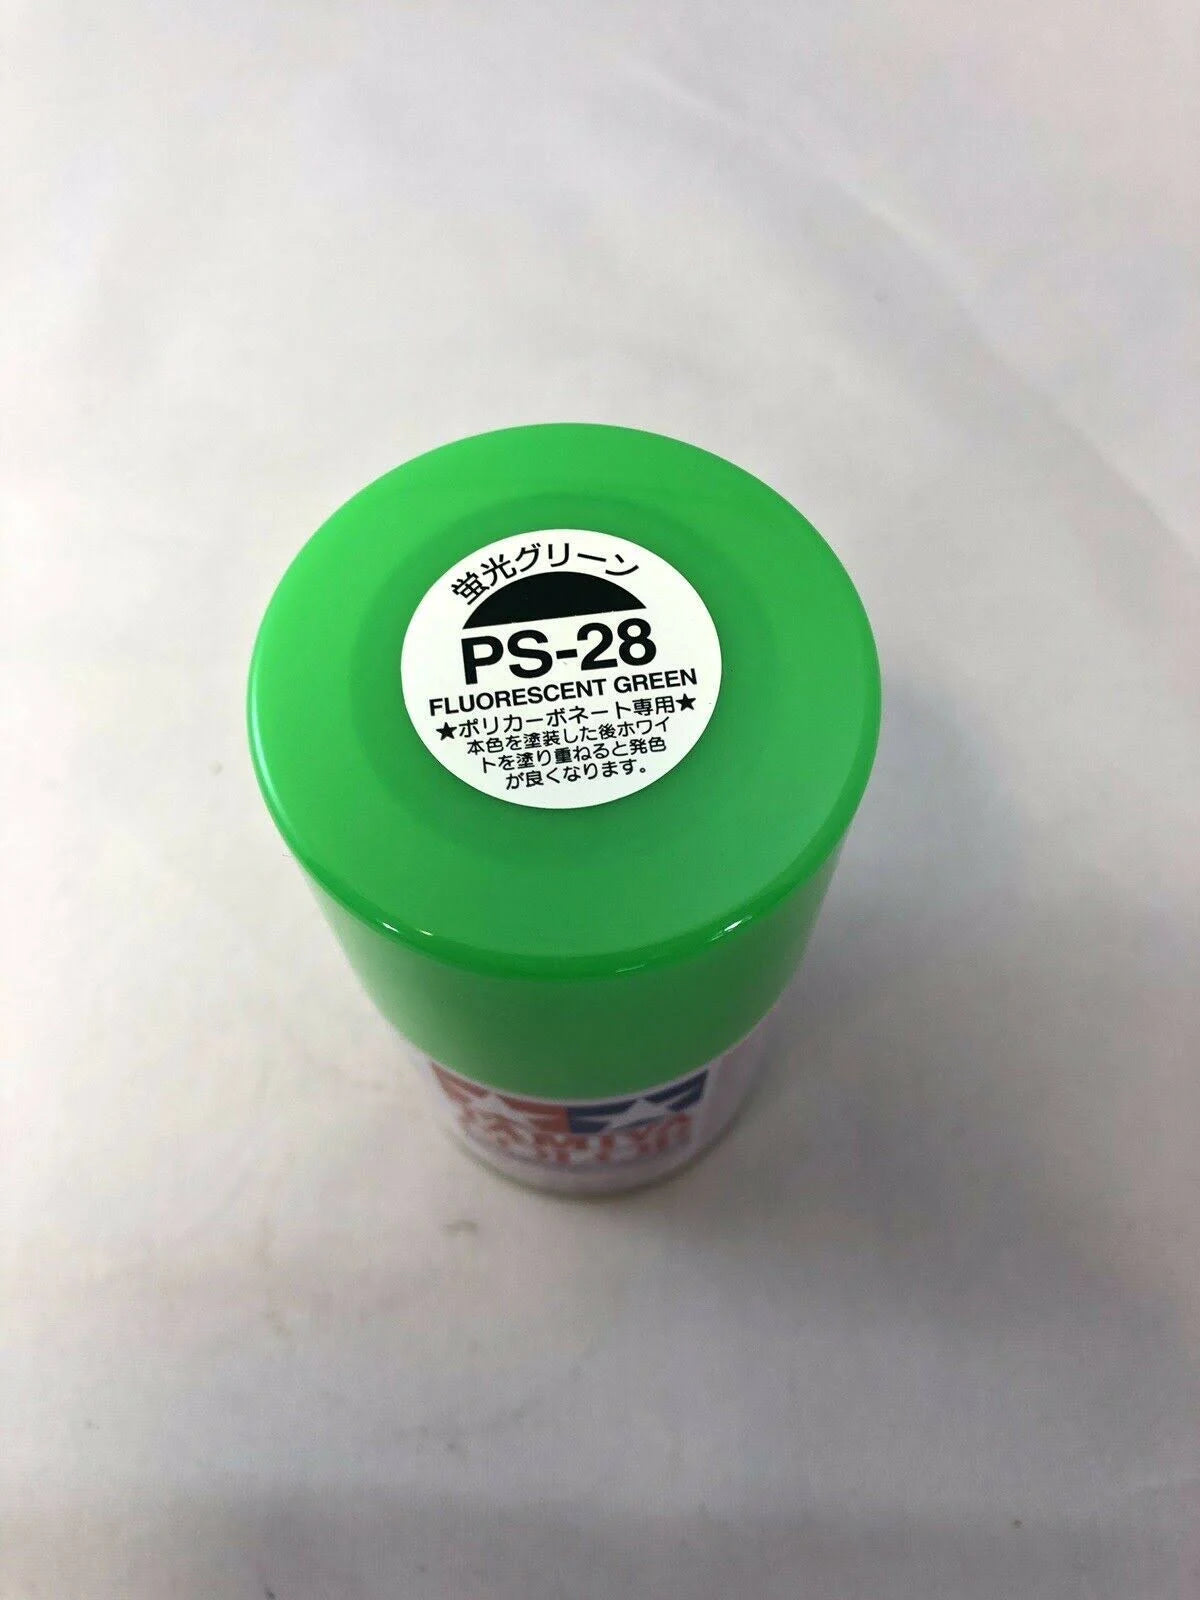 蛍光グリーン
PS-28
FLUORESCENT GREEN
★ポリカーボネート専用★
本色を塗装した後ホワイ
トを塗り重ねると発色
が良くなります。
TAMIYA